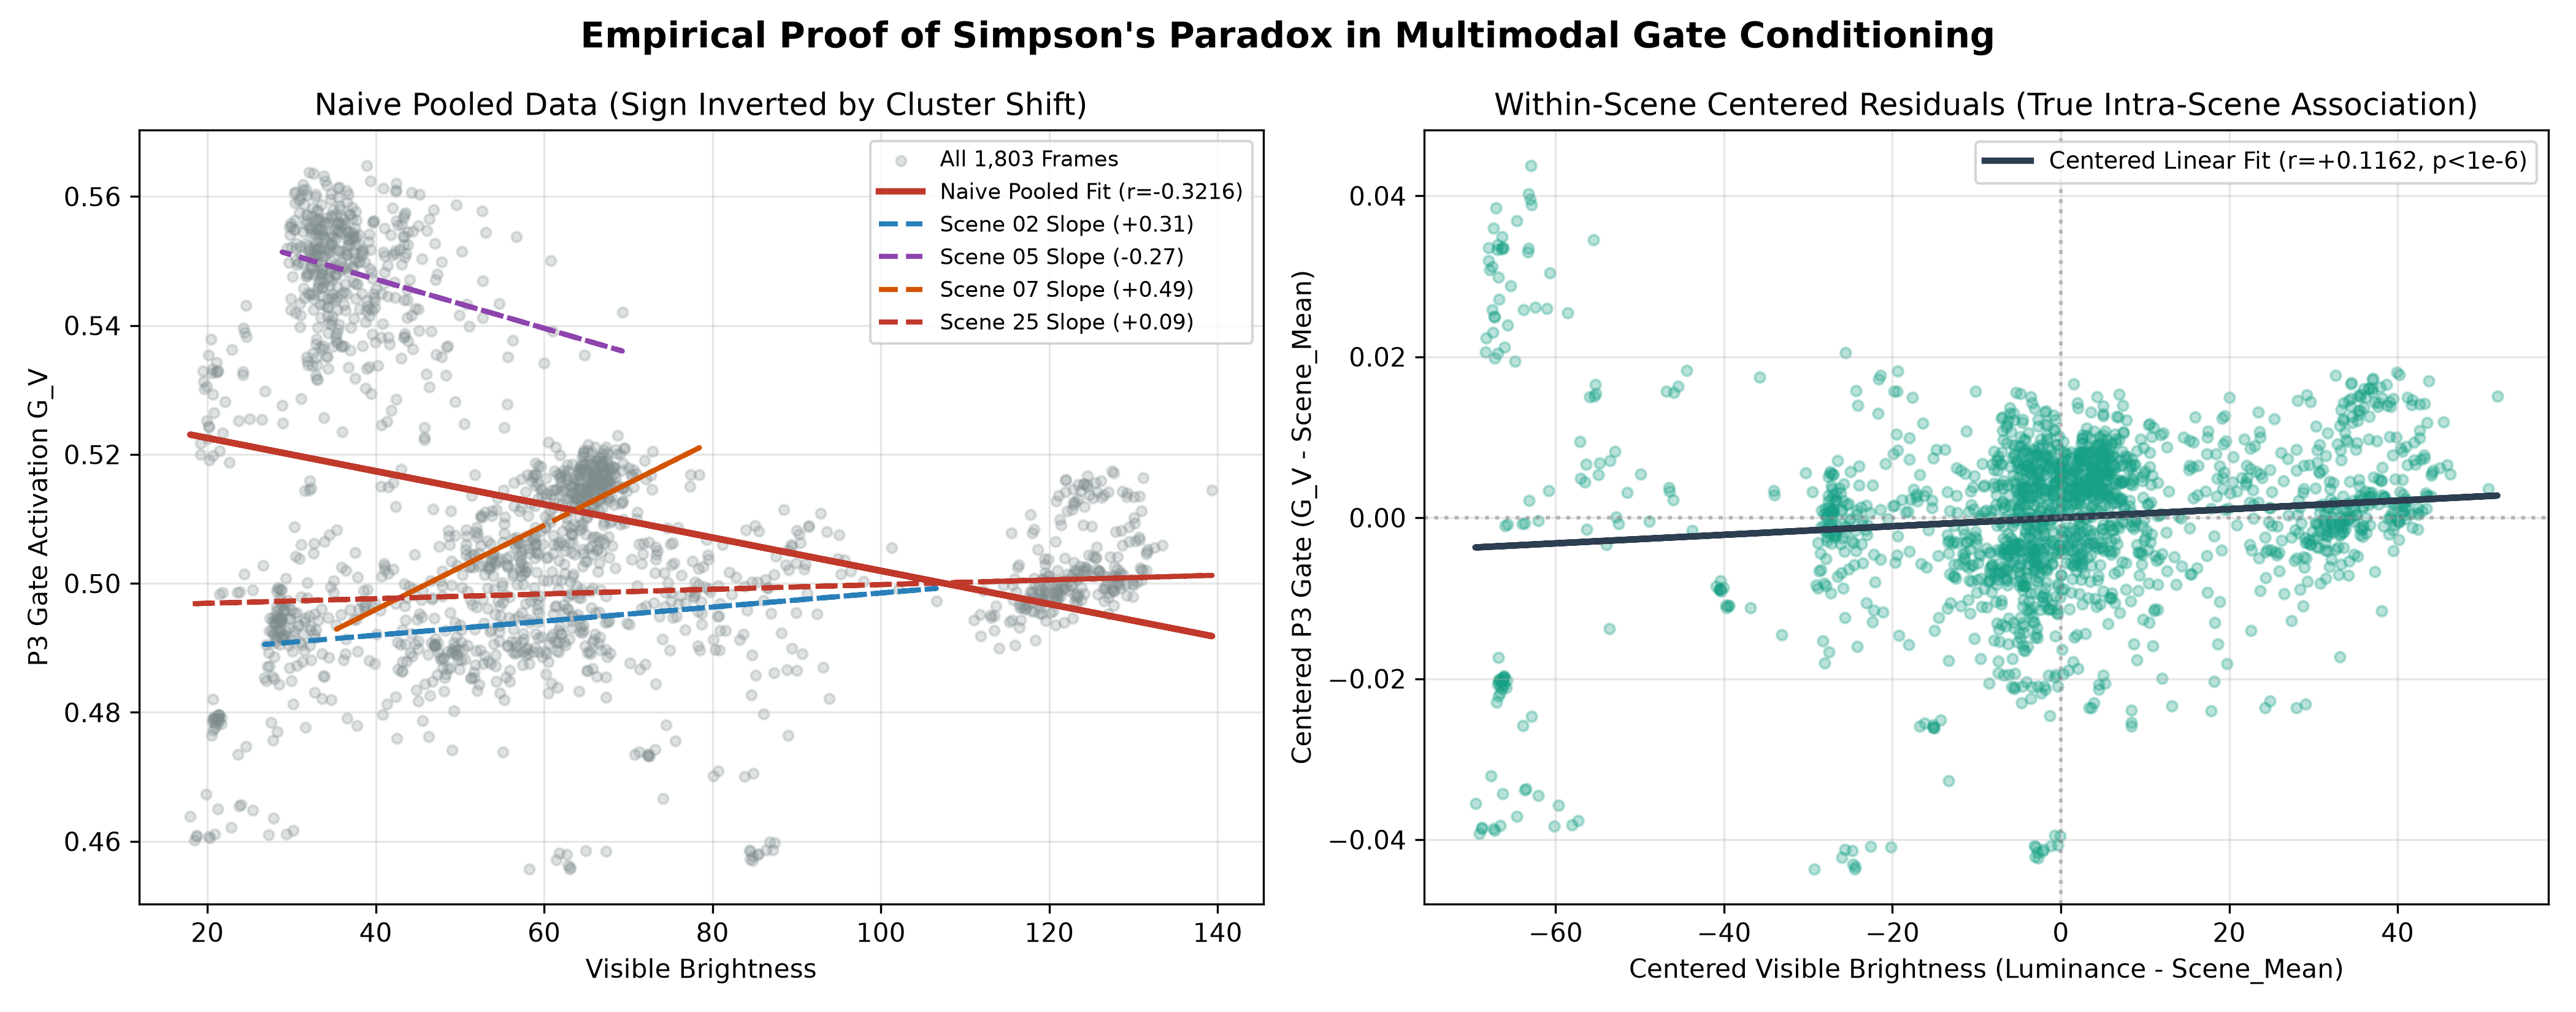 Empirical Proof of Simpson's Paradox in Multimodal Gate Conditioning
Naive Pooled Data (Sign Inverted by Cluster Shift)
P3 Gate Activation G_V
0.56
0.54
0.52
0.50
0.48
0.46
All 1,803 Frames
Naive Pooled Fit (r=-0.3216)
Scene 02 Slope (+0.31)
Scene 05 Slope (-0.27)
Scene 07 Slope (+0.49)
Scene 25 Slope (+0.09)
20 40 60 80 100 120 140
Visible Brightness
Within-Scene Centered Residuals (True Intra-Scene Association)
Centered P3 Gate (G_V - Scene_Mean)
0.04
0.02
0.00
−0.02
−0.04
Centered Linear Fit (r=+0.1162, p<1e-6)
−60 −40 −20 0 20 40
Centered Visible Brightness (Luminance - Scene_Mean)